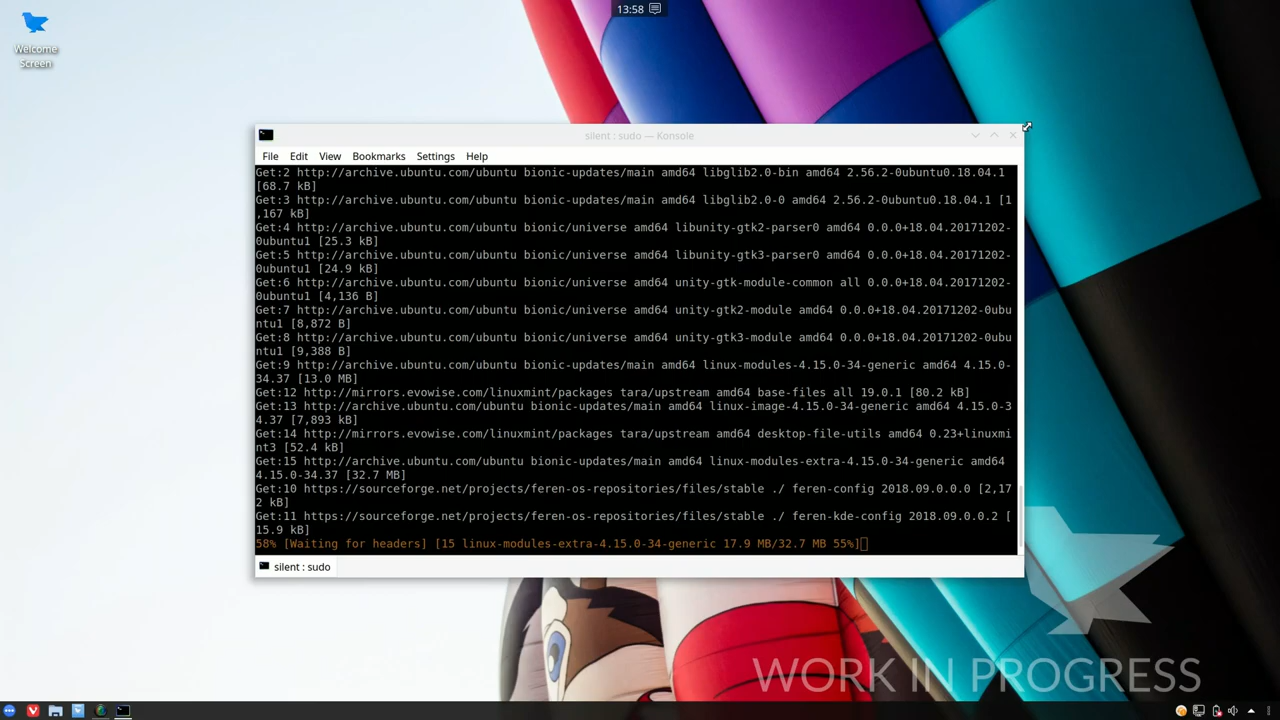 13:58
Welcome
Screen
silent : sudo — Konsole
File Edit View Bookmarks Settings Help
Get:2 http://archive.ubuntu.com/ubuntu bionic-updates/main amd64 libglib2.0-bin amd64 2.56.2-0ubuntu0.18.04.1
[68.7 kB]
Get:3 http://archive.ubuntu.com/ubuntu bionic-updates/main amd64 libglib2.0-0 amd64 2.56.2-0ubuntu0.18.04.1 [1
,167 kB]
Get:4 http://archive.ubuntu.com/ubuntu bionic/universe amd64 libunity-gtk2-parser0 amd64 0.0.0+18.04.20171202-
0ubuntu1 [25.3 kB]
Get:5 http://archive.ubuntu.com/ubuntu bionic/universe amd64 libunity-gtk3-parser0 amd64 0.0.0+18.04.20171202-
0ubuntu1 [24.9 kB]
Get:6 http://archive.ubuntu.com/ubuntu bionic/universe amd64 unity-gtk-module-common all 0.0.0+18.04.20171202-
0ubuntu1 [4,136 B]
Get:7 http://archive.ubuntu.com/ubuntu bionic/universe amd64 unity-gtk2-module amd64 0.0.0+18.04.20171202-0ubu
ntu1 [8,872 B]
Get:8 http://archive.ubuntu.com/ubuntu bionic/universe amd64 unity-gtk3-module amd64 0.0.0+18.04.20171202-0ubu
ntu1 [9,388 B]
Get:9 http://archive.ubuntu.com/ubuntu bionic-updates/main amd64 linux-modules-4.15.0-34-generic amd64 4.15.0-
34.37 [13.0 MB]
Get:12 http://mirrors.evowise.com/linuxmint/packages tara/upstream amd64 base-files all 19.0.1 [80.2 kB]
Get:13 http://archive.ubuntu.com/ubuntu bionic-updates/main amd64 linux-image-4.15.0-34-generic amd64 4.15.0-3
4.37 [7,893 kB]
Get:14 http://mirrors.evowise.com/linuxmint/packages tara/upstream amd64 desktop-file-utils amd64 0.23+linuxmi
nt3 [52.4 kB]
Get:15 http://archive.ubuntu.com/ubuntu bionic-updates/main amd64 linux-modules-extra-4.15.0-34-generic amd64
4.15.0-34.37 [32.7 MB]
Get:10 https://sourceforge.net/projects/feren-os-repositories/files/stable ./ feren-config 2018.09.0.0.0 [2,17
2 kB]
Get:11 https://sourceforge.net/projects/feren-os-repositories/files/stable ./ feren-kde-config 2018.09.0.0.2 [
15.9 kB]
58% [Waiting for headers] [15 linux-modules-extra-4.15.0-34-generic 17.9 MB/32.7 MB 55%]
silent : sudo
WORK IN PROGRESS